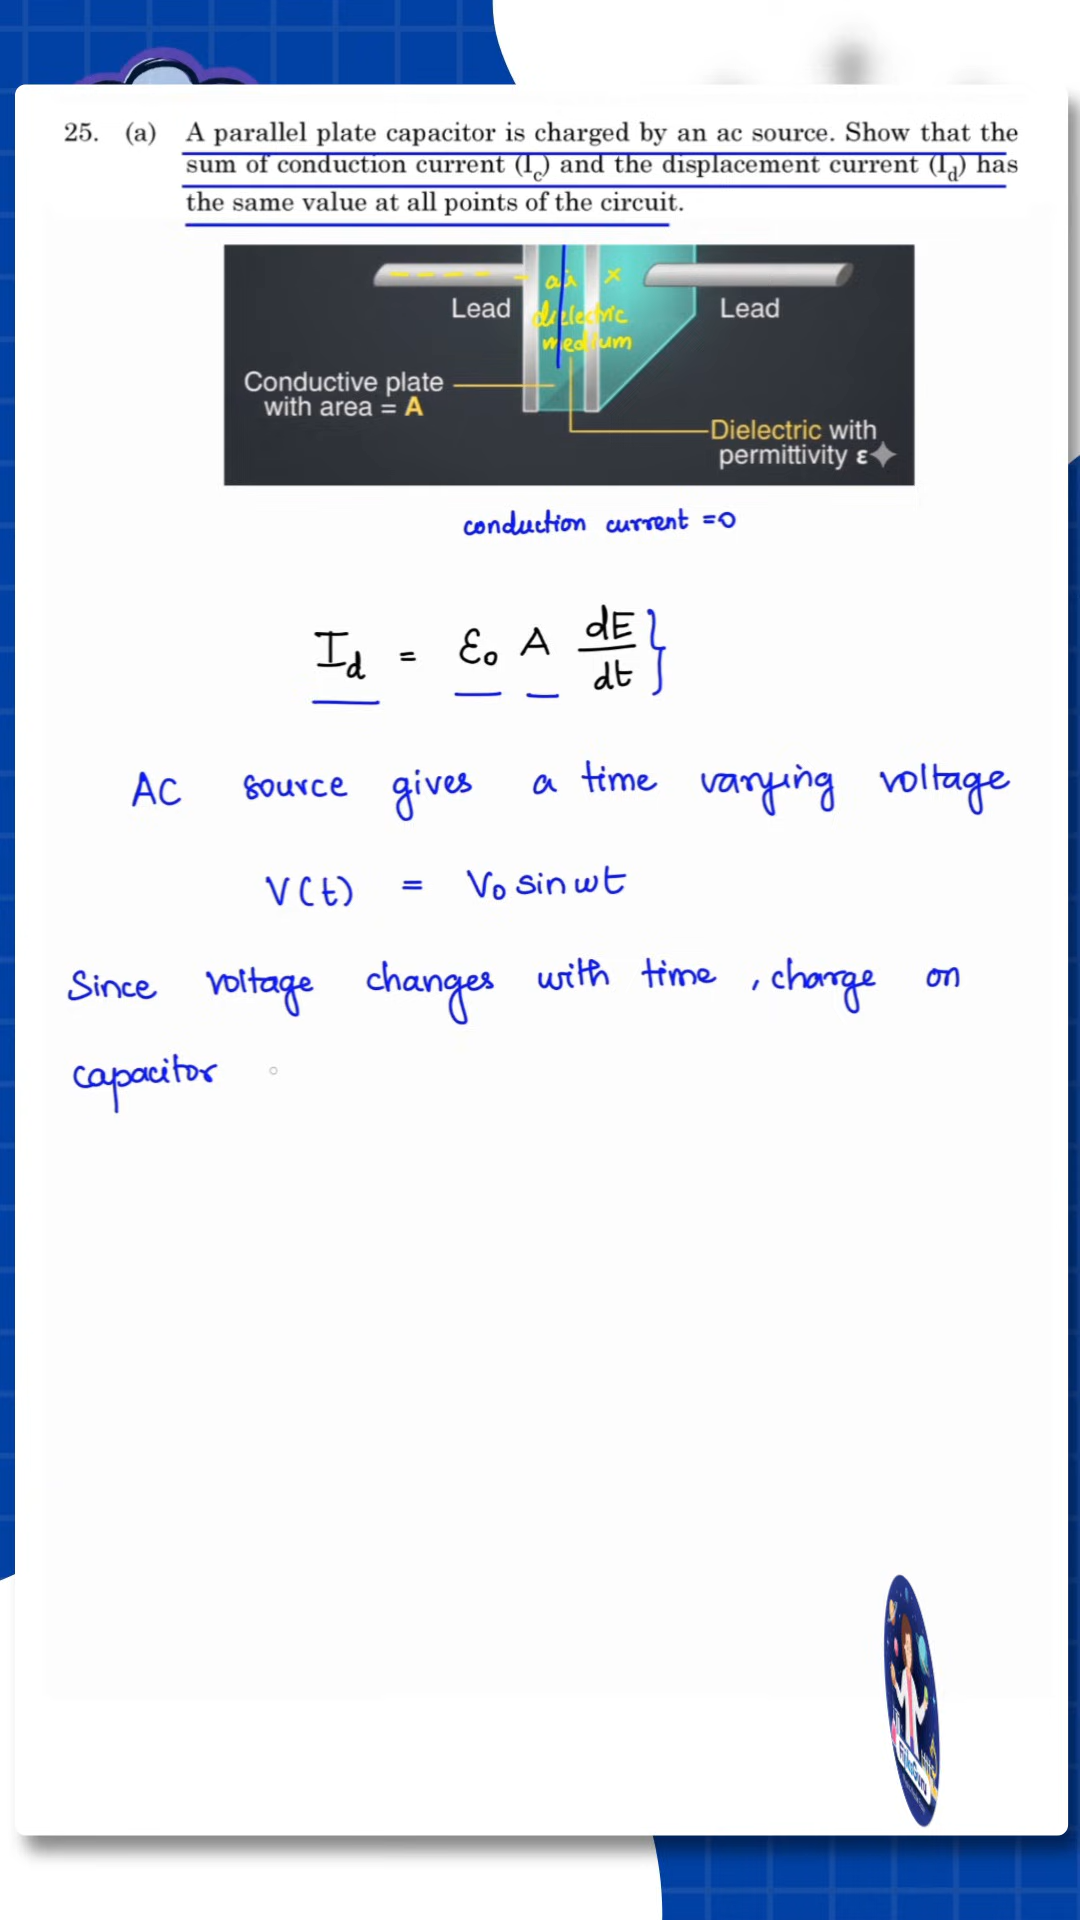 25. (a) A parallel plate capacitor is charged by an ac source. Show that the
sum of conduction current (Ic) and the displacement current (Id) has
the same value at all points of the circuit.
air x
Lead
dielectric
Lead
medium
Conductive plate
with area = A
Dielectric with
permittivity ε
conduction current =0
Id = ε₀ A dE/dt }
AC source gives a time varying voltage
V(t) = V₀ sin ωt
Since voltage changes with time, charge on
capacitor